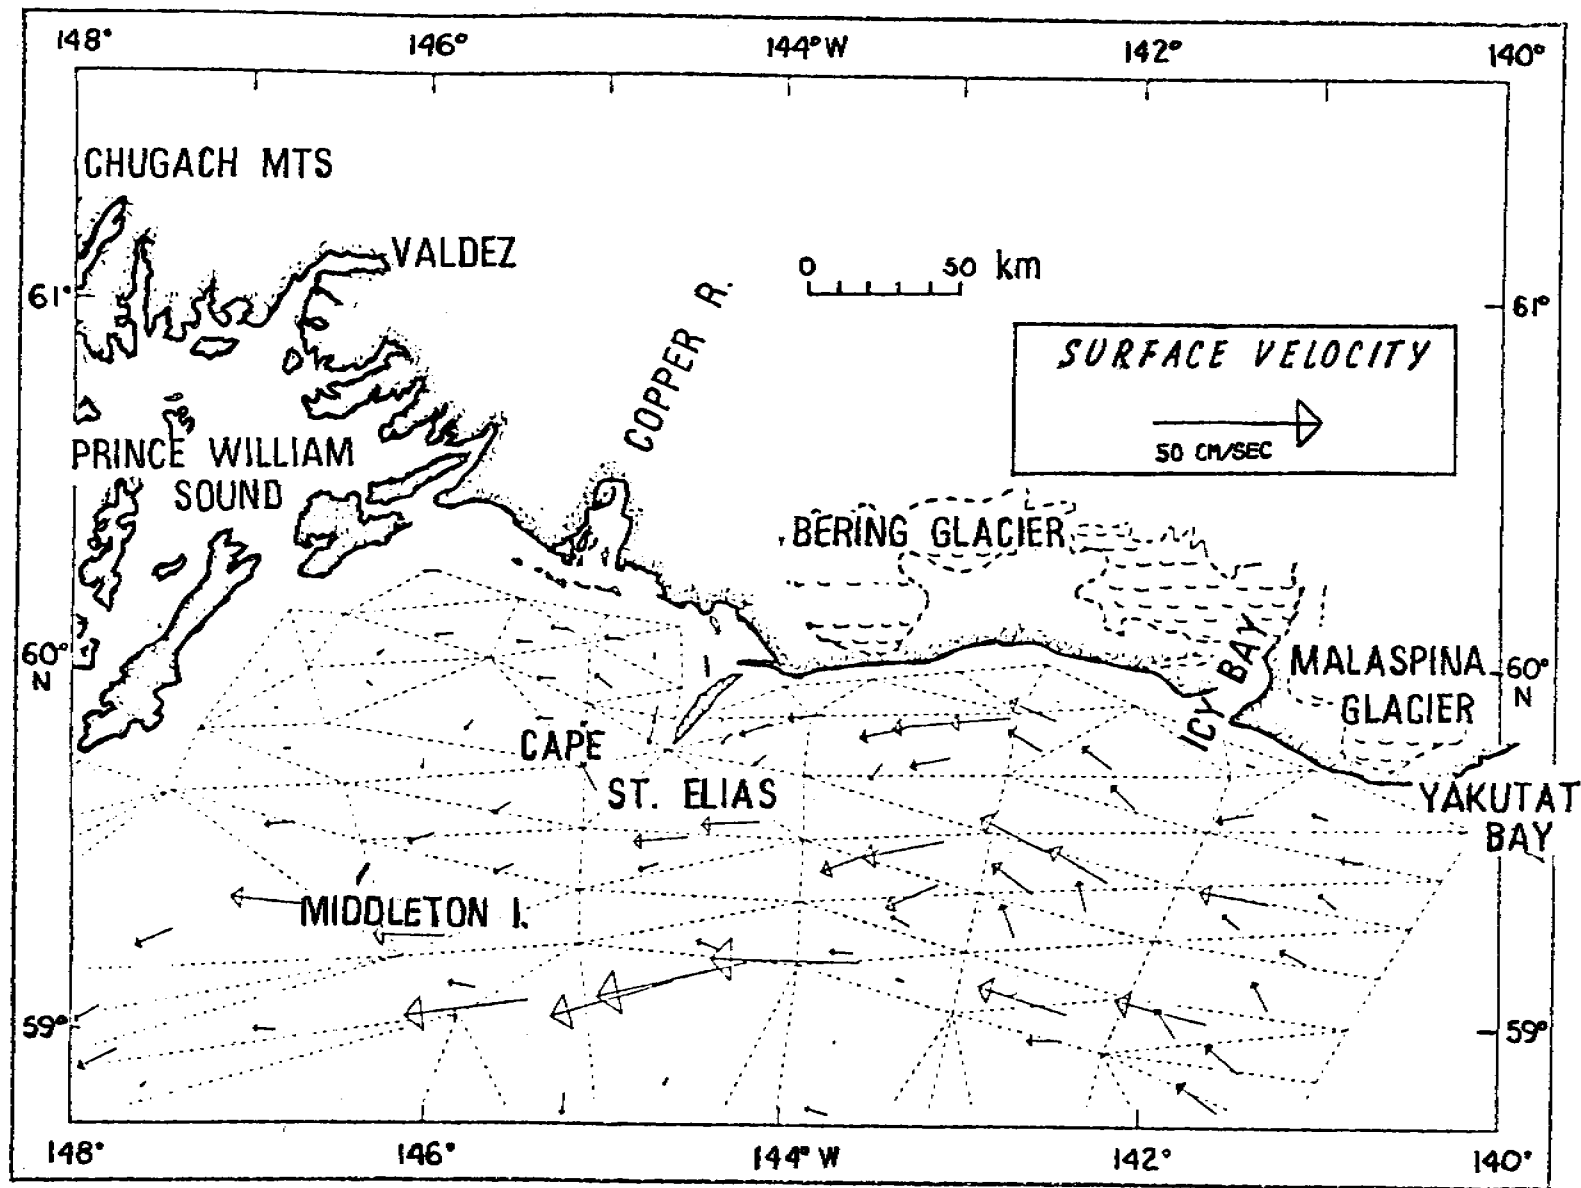 148° 146° 144°W 142° 140°
CHUGACH MTS
VALDEZ
0 50 km
61° 61°
COPPER R.
SURFACE VELOCITY
50 CM/SEC
PRINCE WILLIAM
SOUND
BERING GLACIER
60° 60°
N N
ICY BAY
MALASPINA
GLACIER
CAPE
ST. ELIAS
YAKUTAT
BAY
MIDDLETON I.
59° 59°
148° 146° 144°W 142° 140°